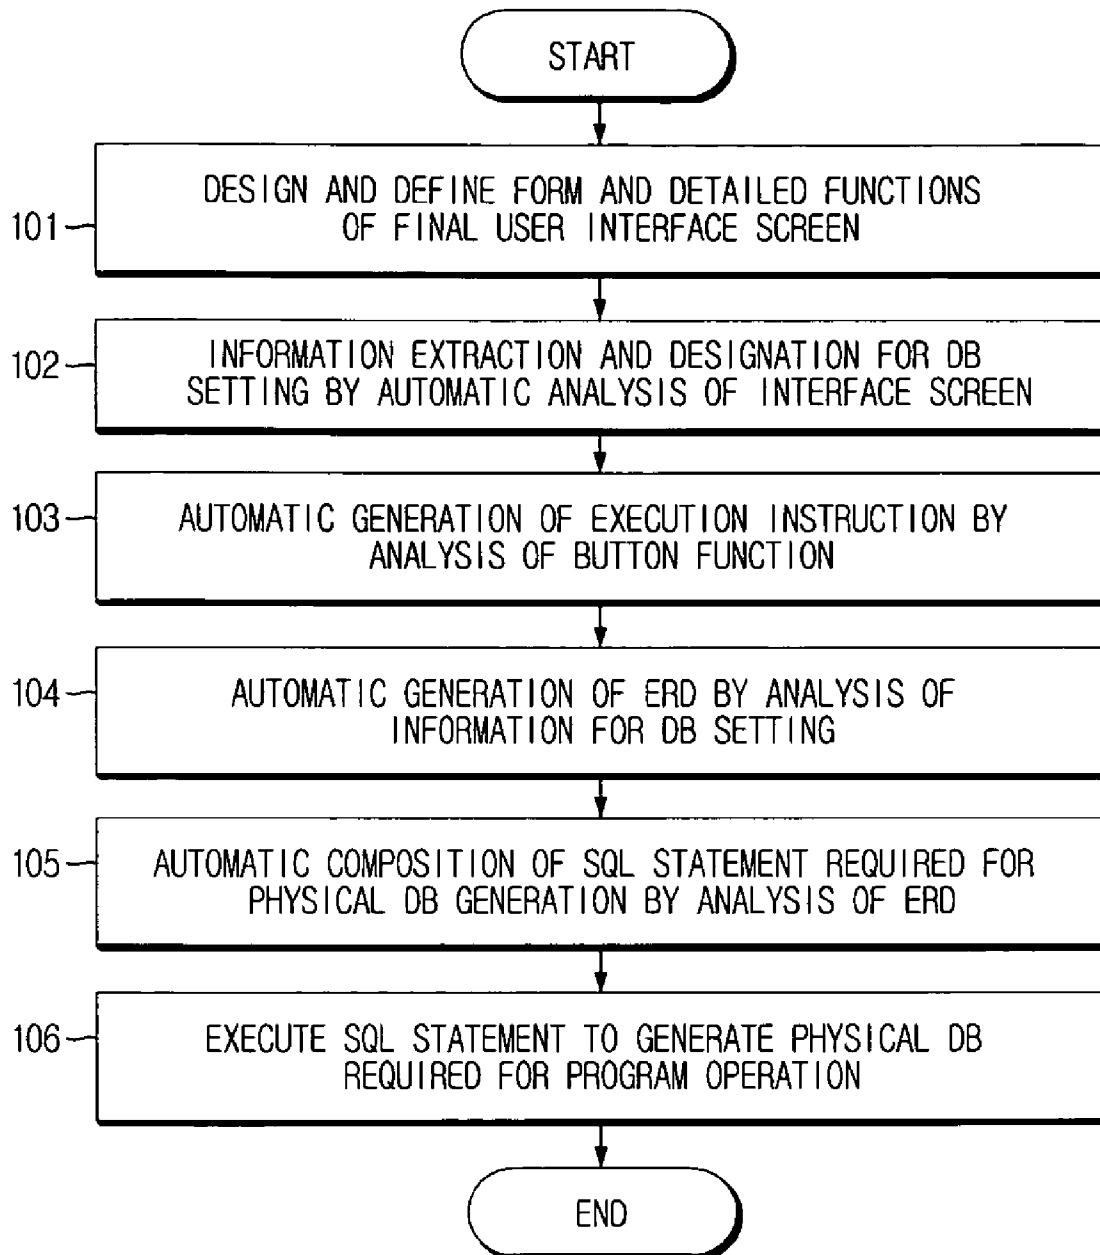 START
DESIGN AND DEFINE FORM AND DETAILED FUNCTIONS
OF FINAL USER INTERFACE SCREEN
101
INFORMATION EXTRACTION AND DESIGNATION FOR DB
SETTING BY AUTOMATIC ANALYSIS OF INTERFACE SCREEN
102
AUTOMATIC GENERATION OF EXECUTION INSTRUCTION BY
ANALYSIS OF BUTTON FUNCTION
103
AUTOMATIC GENERATION OF ERD BY ANALYSIS OF
INFORMATION FOR DB SETTING
104
AUTOMATIC COMPOSITION OF SQL STATEMENT REQUIRED FOR
PHYSICAL DB GENERATION BY ANALYSIS OF ERD
105
EXECUTE SQL STATEMENT TO GENERATE PHYSICAL DB
REQUIRED FOR PROGRAM OPERATION
106
END